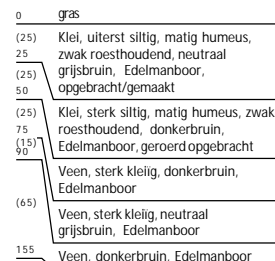 0 gras
(25) Klei, uiterst siltig, matig humeus,
25 zwak roesthoudend, neutraal
(25) grijsbruin, Edelmanboor,
50 opgebracht/gemaakt
(25) Klei, sterk siltig, matig humeus, zwak
75 roesthoudend, donkerbruin,
(15) Edelmanboor, geroerd opgebracht
90
Veen, sterk kleiïg, donkerbruin,
Edelmanboor
(65)
Veen, sterk kleiïg, neutraal
grijsbruin, Edelmanboor
155 Veen, donkerbruin, Edelmanboor